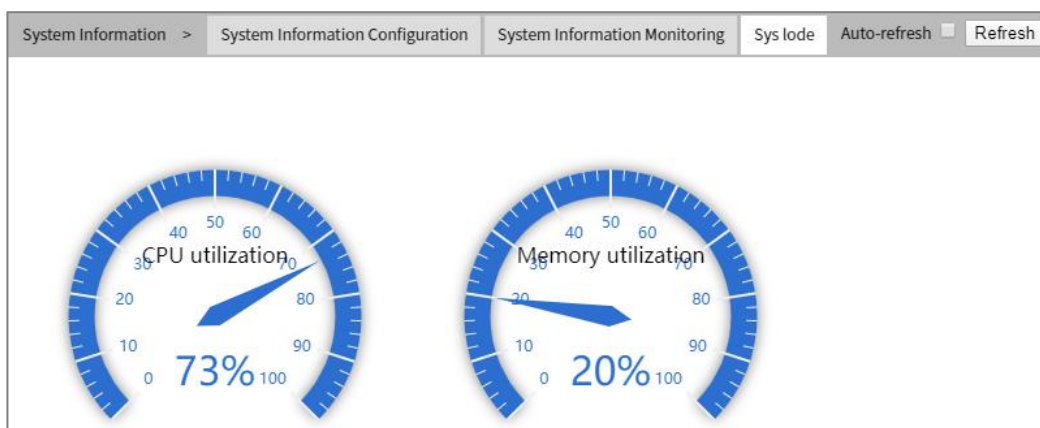 System Information > System Information Configuration System Information Monitoring Sys lode Auto-refresh Refresh
50 50
40 60 40 60
CPU utilization Memory utilization
30 70 30 70
20 80 20 80
10 90 10 90
0 73% 100 0 20% 100